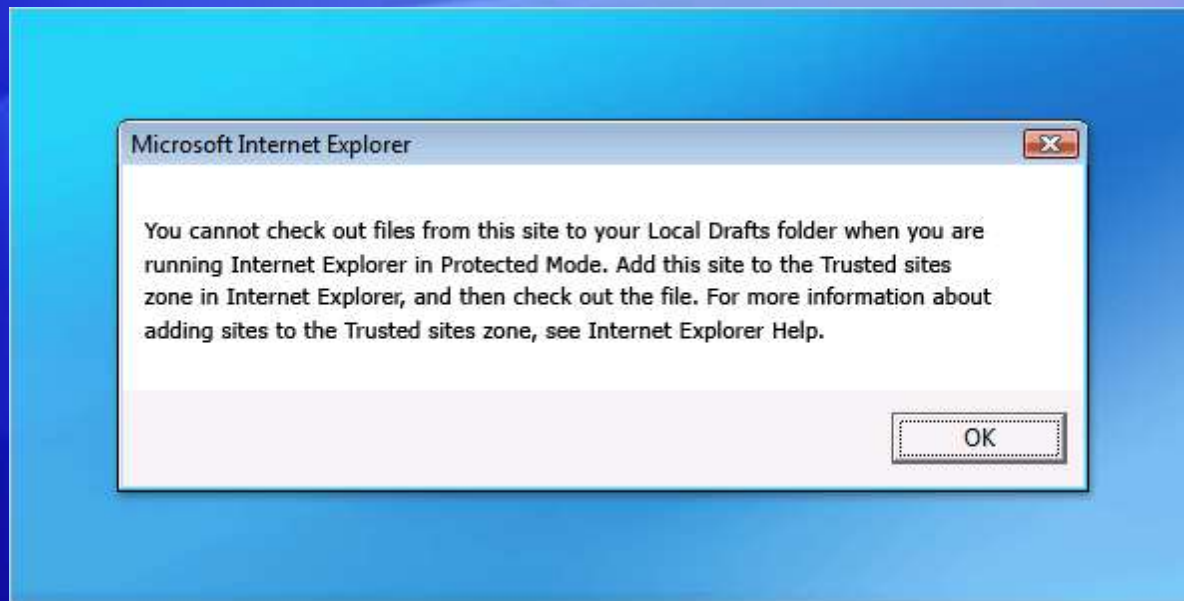 Microsoft Internet Explorer
You cannot check out files from this site to your Local Drafts folder when you are
running Internet Explorer in Protected Mode. Add this site to the Trusted sites
zone in Internet Explorer, and then check out the file. For more information about
adding sites to the Trusted sites zone, see Internet Explorer Help.
OK